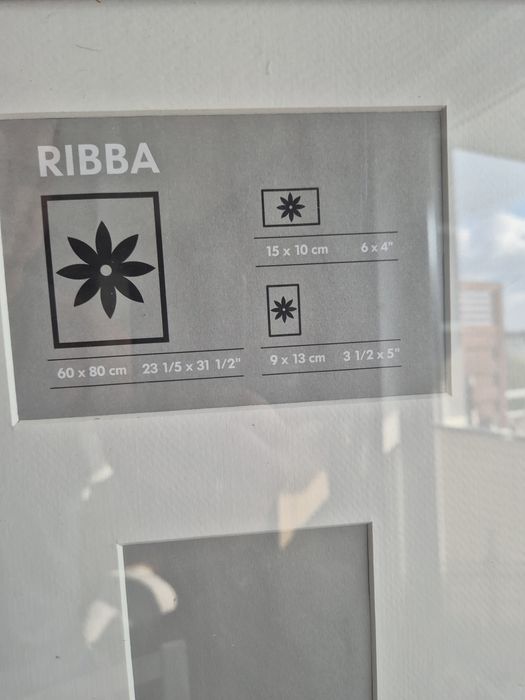 RIBBA
15 x 10 cm 6 x 4"
60 x 80 cm 23 1/5 x 31 1/2"
9 x 13 cm 3 1/2 x 5"